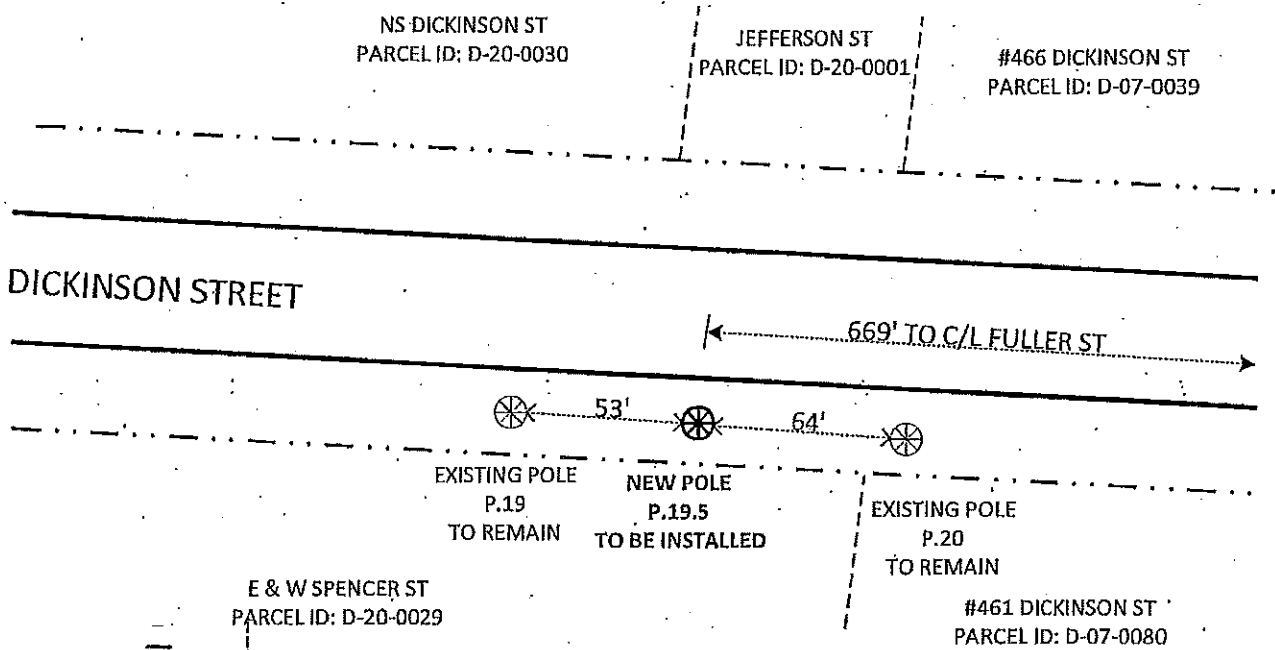 NS DICKINSON ST
PARCEL ID: D-20-0030
JEFFERSON ST
PARCEL ID: D-20-0001
#466 DICKINSON ST
PARCEL ID: D-07-0039
DICKINSON STREET
669' TO C/L FULLER ST
53'
64'
EXISTING POLE
P.19
TO REMAIN
NEW POLE
P.19.5
TO BE INSTALLED
EXISTING POLE
P.20
TO REMAIN
E & W SPENCER ST
PARCEL ID: D-20-0029
#461 DICKINSON ST
PARCEL ID: D-07-0080